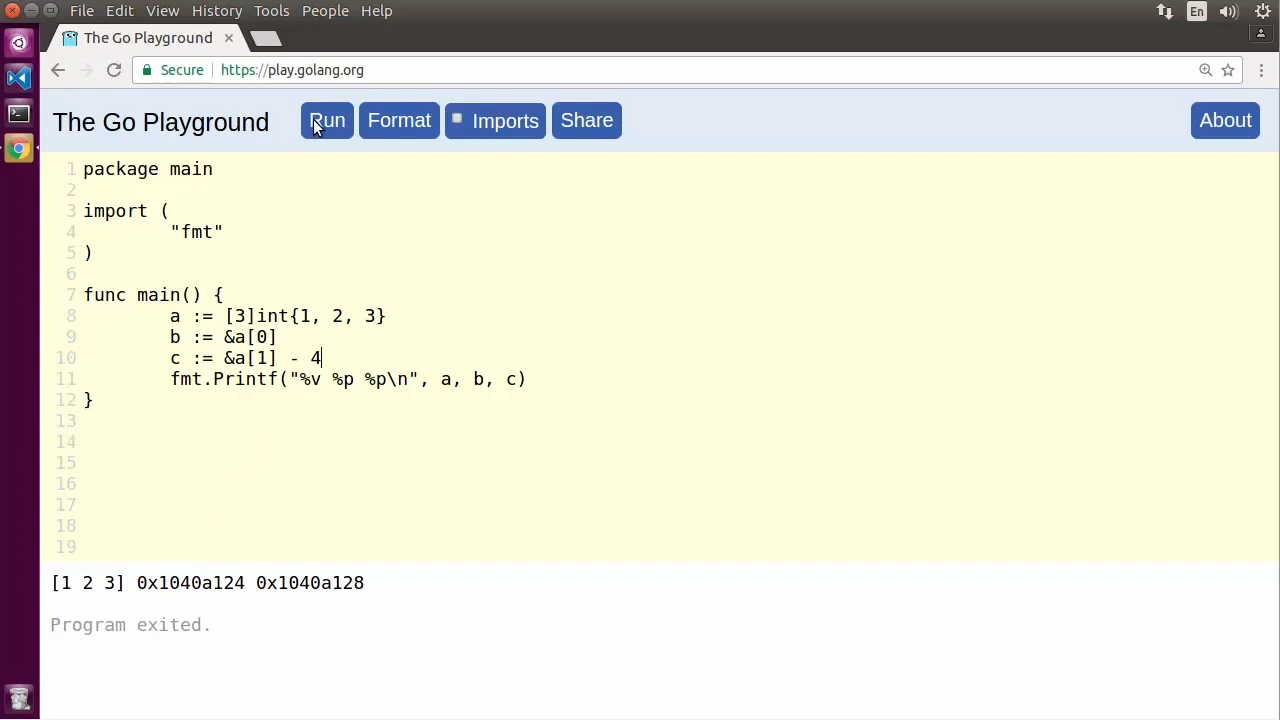 File Edit View History Tools People Help
En
The Go Playground
Secure https://play.golang.org
The Go Playground Run Format Imports Share About
1 package main
2
3 import (
4 "fmt"
5 )
6
7 func main() {
8 a := [3]int{1, 2, 3}
9 b := &a[0]
10 c := &a[1] - 4
11 fmt.Printf("%v %p %p\n", a, b, c)
12 }
13
14
15
16
17
18
19
[1 2 3] 0x1040a124 0x1040a128
Program exited.